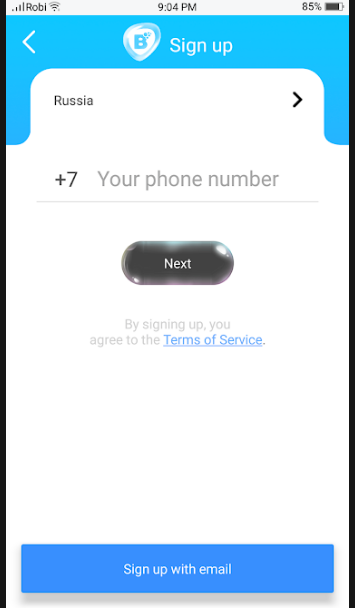 Robi 9:04 PM 85%
B Sign up
Russia
+7 Your phone number
Next
By signing up, you
agree to the Terms of Service.
Sign up with email